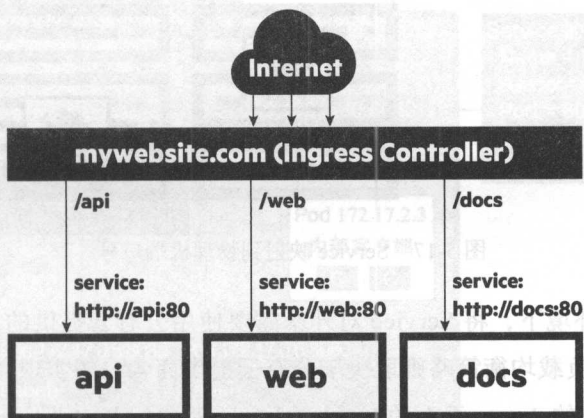 Internet
mywebsite.com (Ingress Controller)
/api
/web
/docs
service:
http://api:80
service:
http://web:80
service:
http://docs:80
api
web
docs